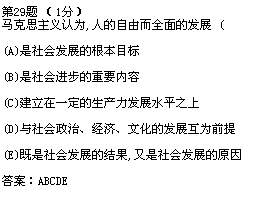 第29题 (1分)
马克思主义认为,人的自由而全面的发展 (
(A)是社会发展的根本目标
(B)是社会进步的重要内容
(C)建立在一定的生产力发展水平之上
(D)与社会政治、经济、文化的发展互为前提
(E)既是社会发展的结果,又是社会发展的原因
答案：ABCDE